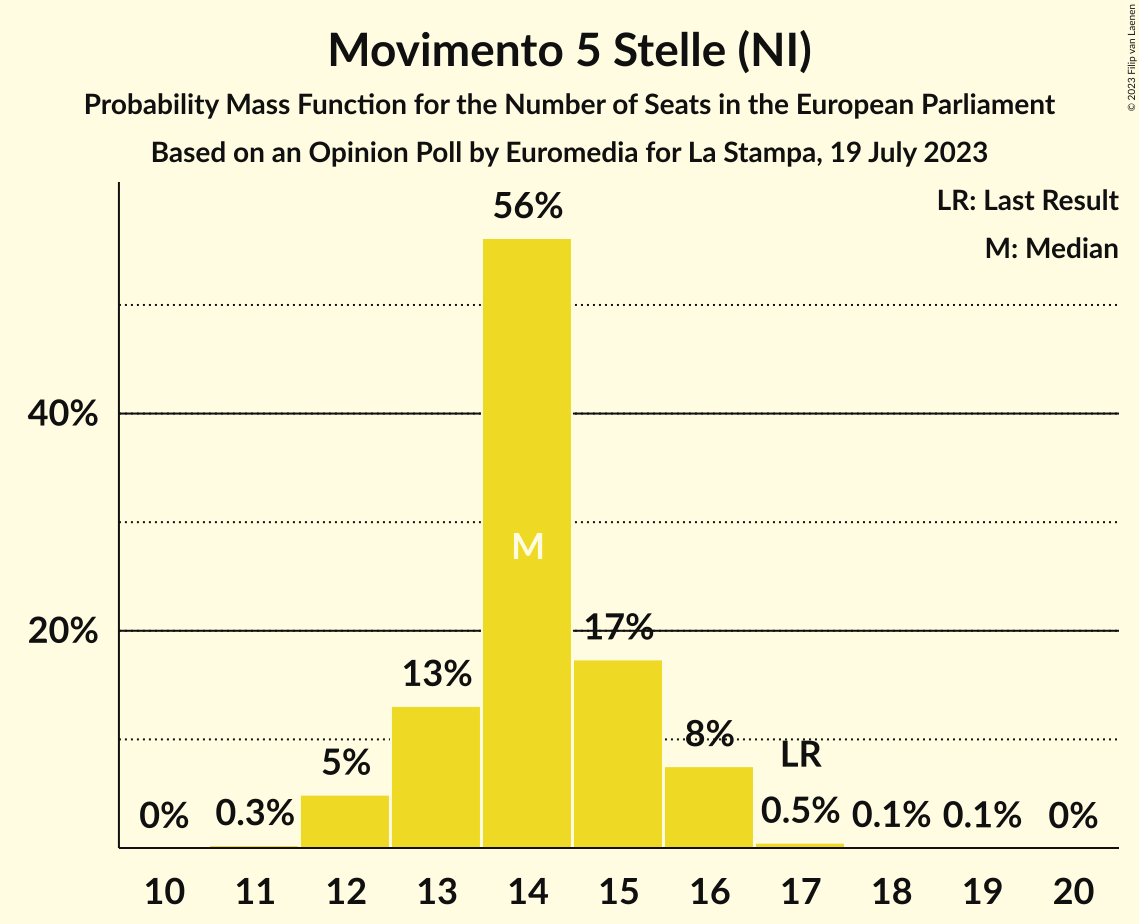 Movimento 5 Stelle (NI)
Probability Mass Function for the Number of Seats in the European Parliament
Based on an Opinion Poll by Euromedia for La Stampa, 19 July 2023
© 2023 Filip van Laenen
LR: Last Result
M: Median
56%
40%
M
20%
17%
13%
8%
LR
5%
0%
0.3%
0.5%
0.1%
0.1%
0%
10 11 12 13 14 15 16 17 18 19 20